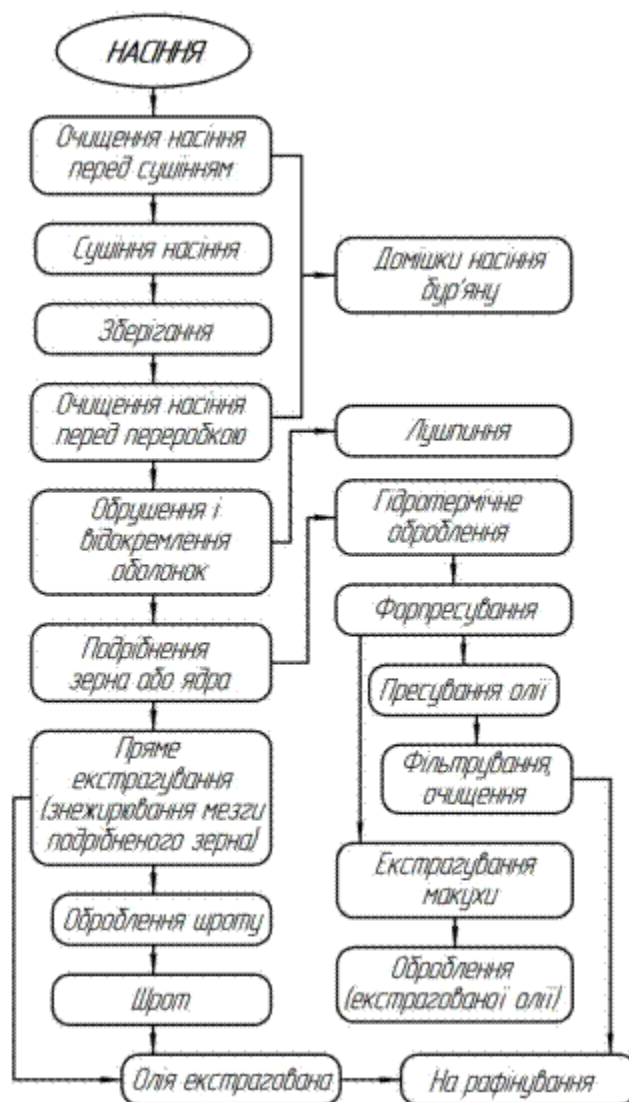 НАСІННЯ
Очищення насіння
перед сушінням
Сушіння насіння
Домішки насіння
бур'яну
Зберігання
Очищення насіння
перед переробкою
Лушпиння
Обрушення і
відокремлення
оболонок
Гідротермічне
оброблення
Форпресування
Подрібнення
зерна або ядра
Пресування олії
Пряме
екстрагування
(знежирювання мезги
подрібненого зерна)
Фільтрування,
очищення
Екстрагування
макухи
Оброблення шроту
Оброблення
(екстрагованої олії)
Шрот
Олія екстрагована
На рафінування